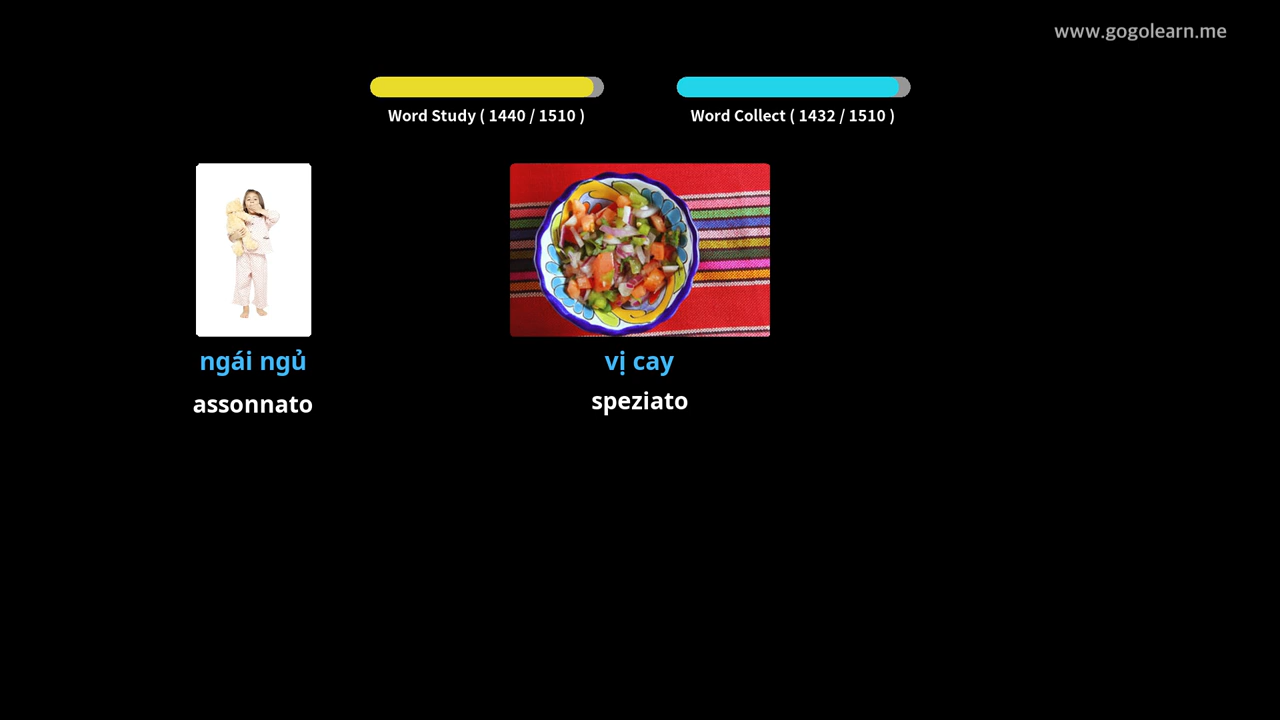 www.gogolearn.me
Word Study ( 1440 / 1510 )
Word Collect ( 1432 / 1510 )
ngái ngủ
assonnato
vị cay
speziato